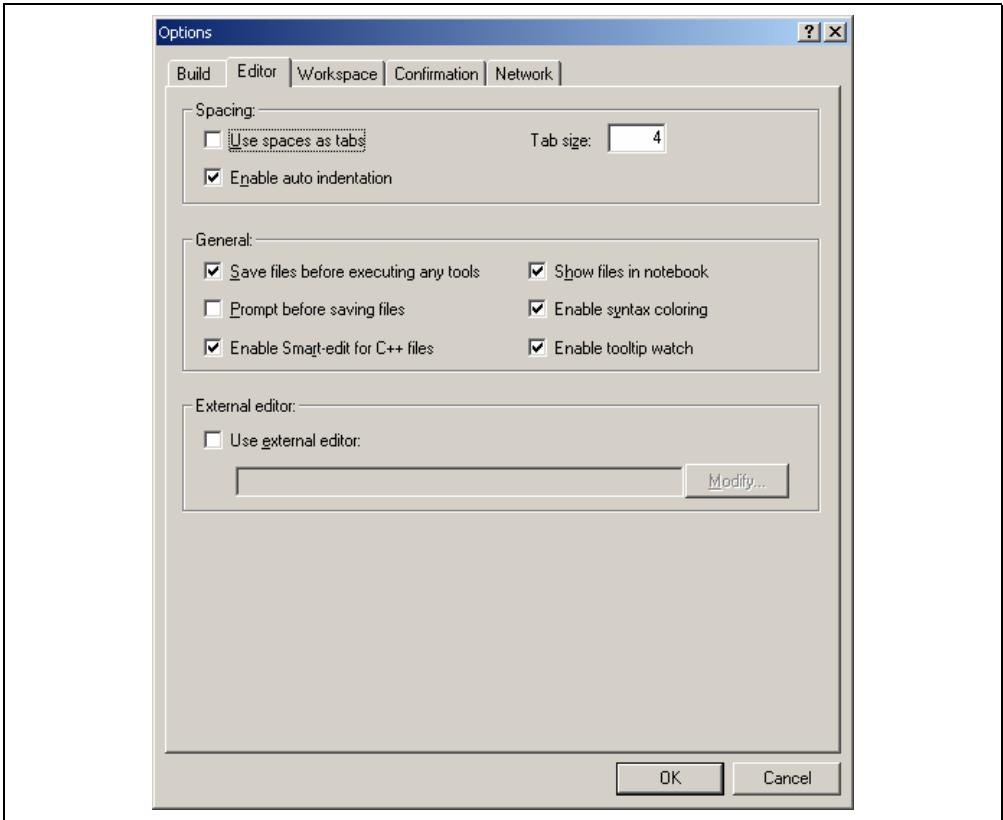 Options
Build Editor Workspace Confirmation Network
Spacing:
Use spaces as tabs Tab size: 4
Enable auto indentation
General:
Save files before executing any tools Show files in notebook
Prompt before saving files Enable syntax coloring
Enable Smart-edit for C++ files Enable tooltip watch
External editor:
Use external editor:
Modify...
OK Cancel